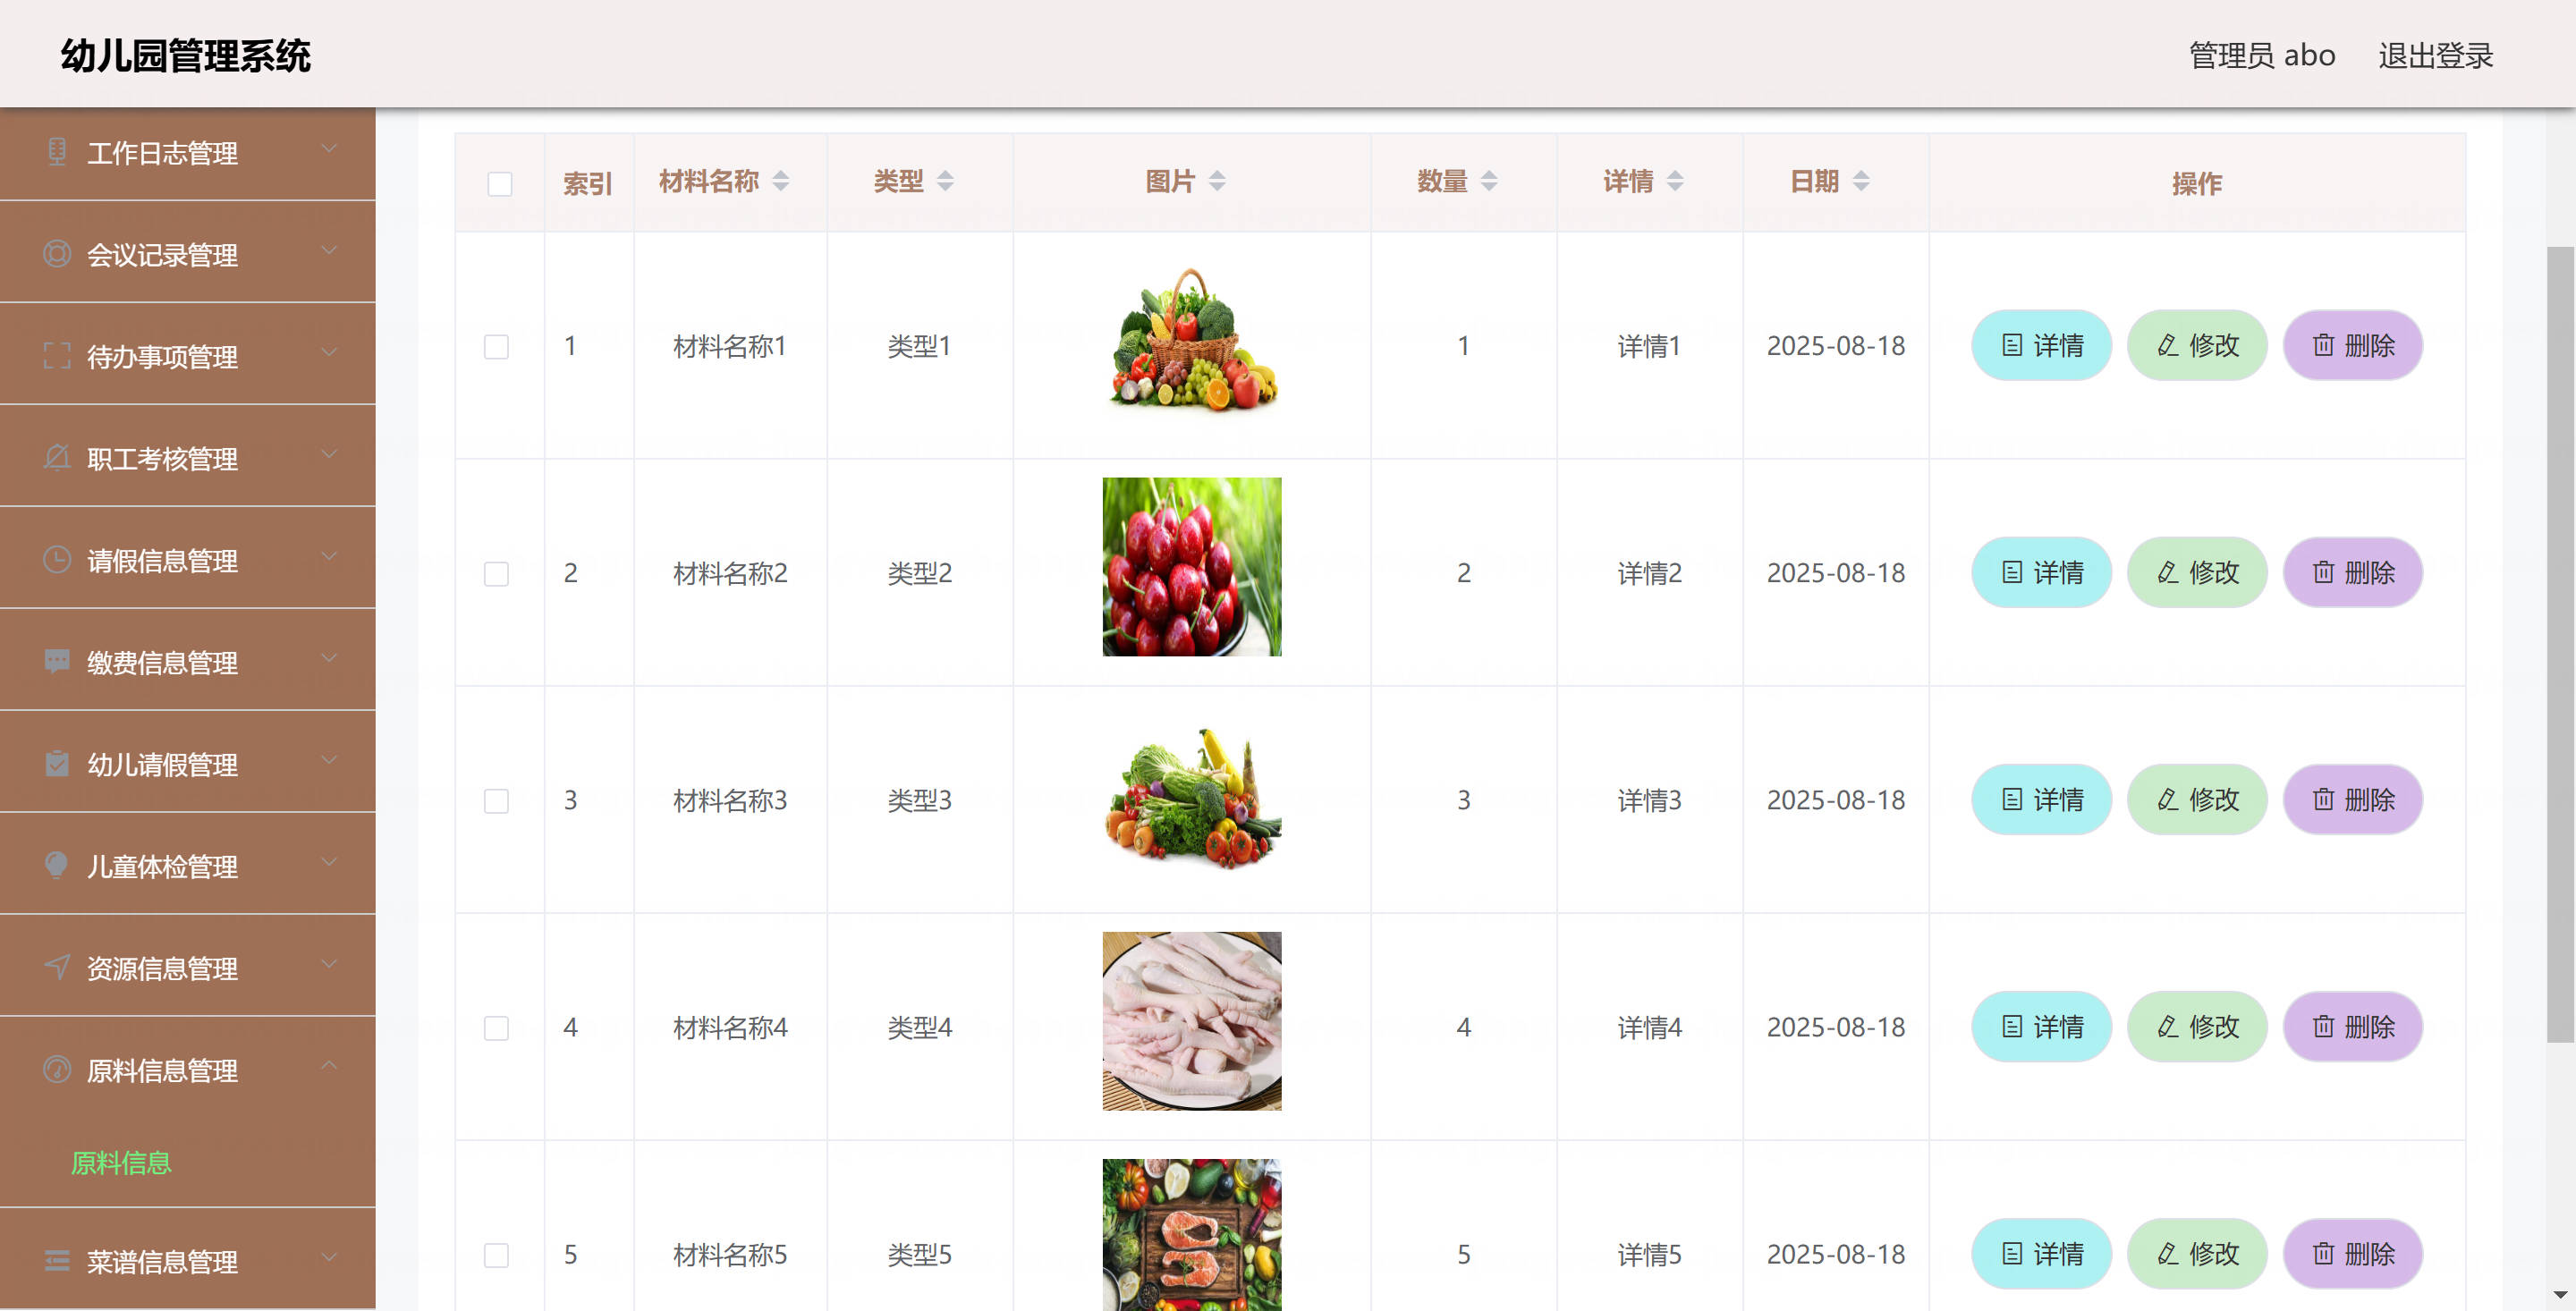 幼儿园管理系统
管理员 abo 退出登录
工作日志管理
会议记录管理
待办事项管理
职工考核管理
请假信息管理
缴费信息管理
幼儿请假管理
儿童体检管理
资源信息管理
原料信息管理
原料信息
菜谱信息管理
索引 材料名称 类型 图片 数量 详情 日期 操作
1 材料名称1 类型1 1 详情1 2025-08-18 详情 修改 删除
2 材料名称2 类型2 2 详情2 2025-08-18 详情 修改 删除
3 材料名称3 类型3 3 详情3 2025-08-18 详情 修改 删除
4 材料名称4 类型4 4 详情4 2025-08-18 详情 修改 删除
5 材料名称5 类型5 5 详情5 2025-08-18 详情 修改 删除